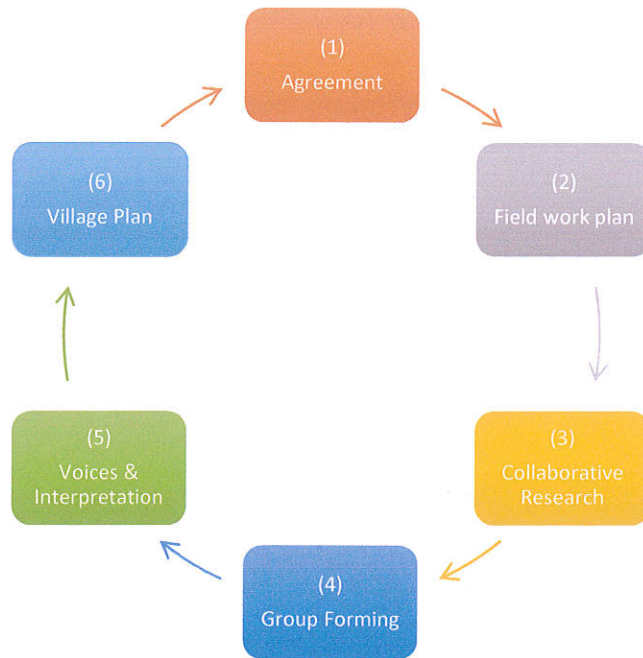 (1)
Agreement
(2)
Field work plan
(3)
Collaborative
Research
(4)
Group Forming
(5)
Voices &
Interpretation
(6)
Village Plan